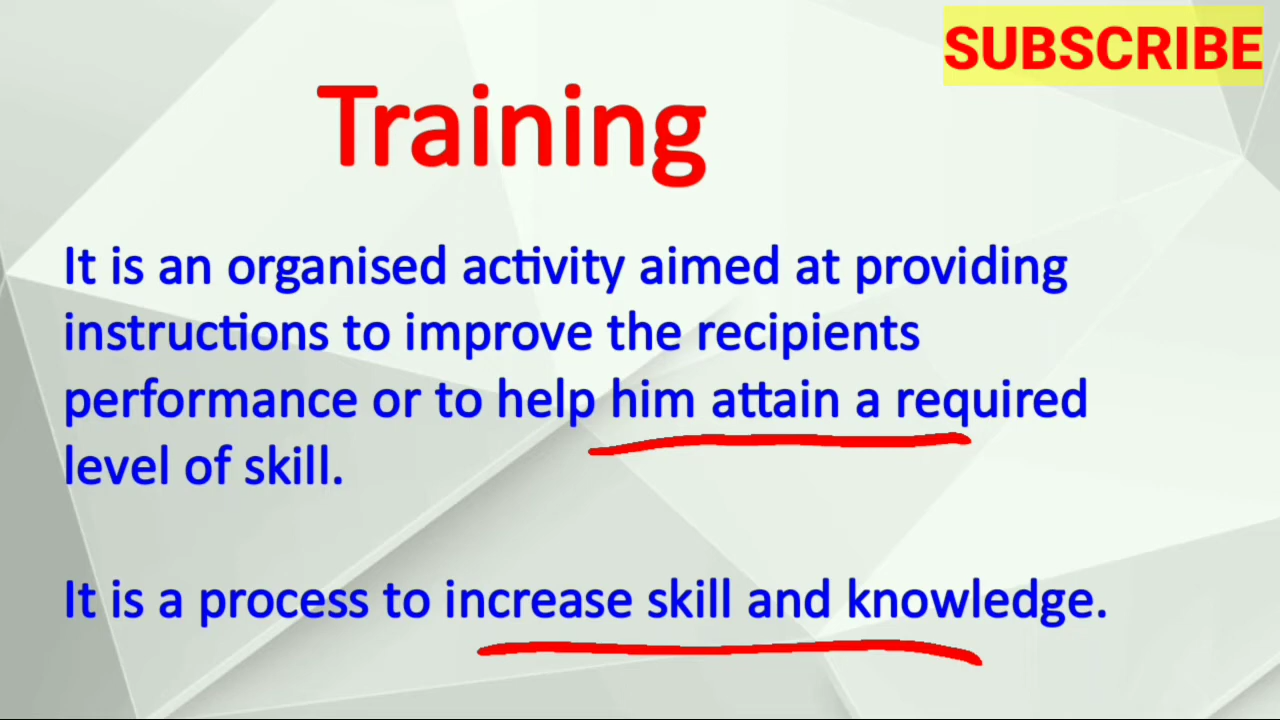 SUBSCRIBE
Training
It is an organised activity aimed at providing
instructions to improve the recipients
performance or to help him attain a required
level of skill.
It is a process to increase skill and knowledge.